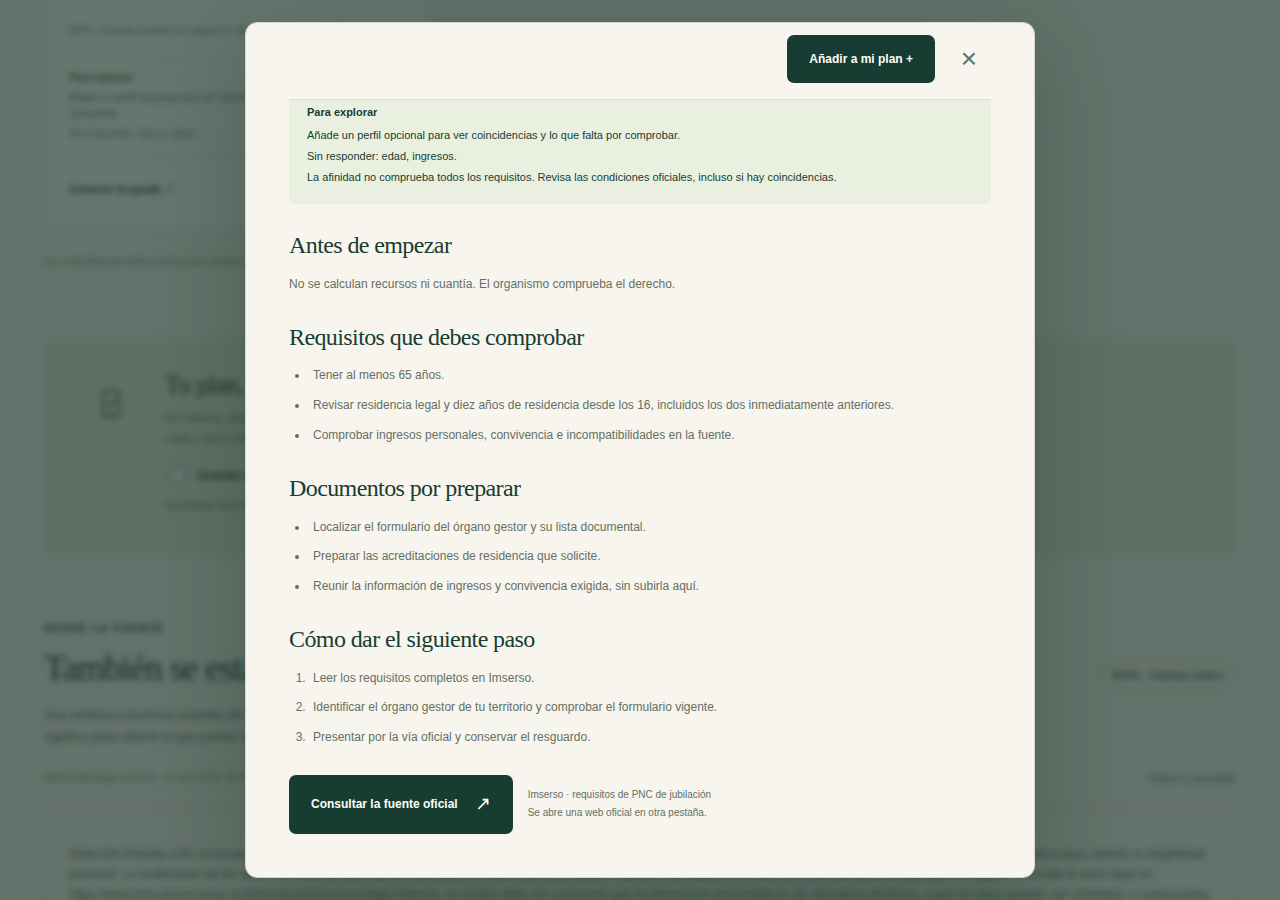 Añadir a mi plan +
Para explorar
Añade un perfil opcional para ver coincidencias y lo que falta por comprobar.
Sin responder: edad, ingresos.
La afinidad no comprueba todos los requisitos. Revisa las condiciones oficiales, incluso si hay coincidencias.
Antes de empezar
No se calculan recursos ni cuantía. El organismo comprueba el derecho.
Requisitos que debes comprobar
• Tener al menos 65 años.
• Revisar residencia legal y diez años de residencia desde los 16, incluidos los dos inmediatamente anteriores.
• Comprobar ingresos personales, convivencia e incompatibilidades en la fuente.
Documentos por preparar
• Localizar el formulario del órgano gestor y su lista documental.
• Preparar las acreditaciones de residencia que solicite.
• Reunir la información de ingresos y convivencia exigida, sin subirla aquí.
Cómo dar el siguiente paso
1. Leer los requisitos completos en Imserso.
2. Identificar el órgano gestor de tu territorio y comprobar el formulario vigente.
3. Presentar por la vía oficial y conservar el resguardo.
Consultar la fuente oficial ↗
Imserso · requisitos de PNC de jubilación
Se abre una web oficial en otra pestaña.
Tu plan,
DESDE LA FUENTE
También se